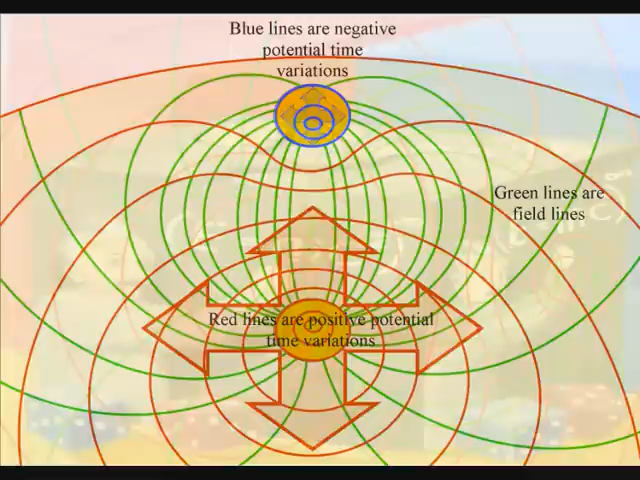 Blue lines are negative
potential time
variations
Green lines are
field lines
Red lines are positive potential
time variations